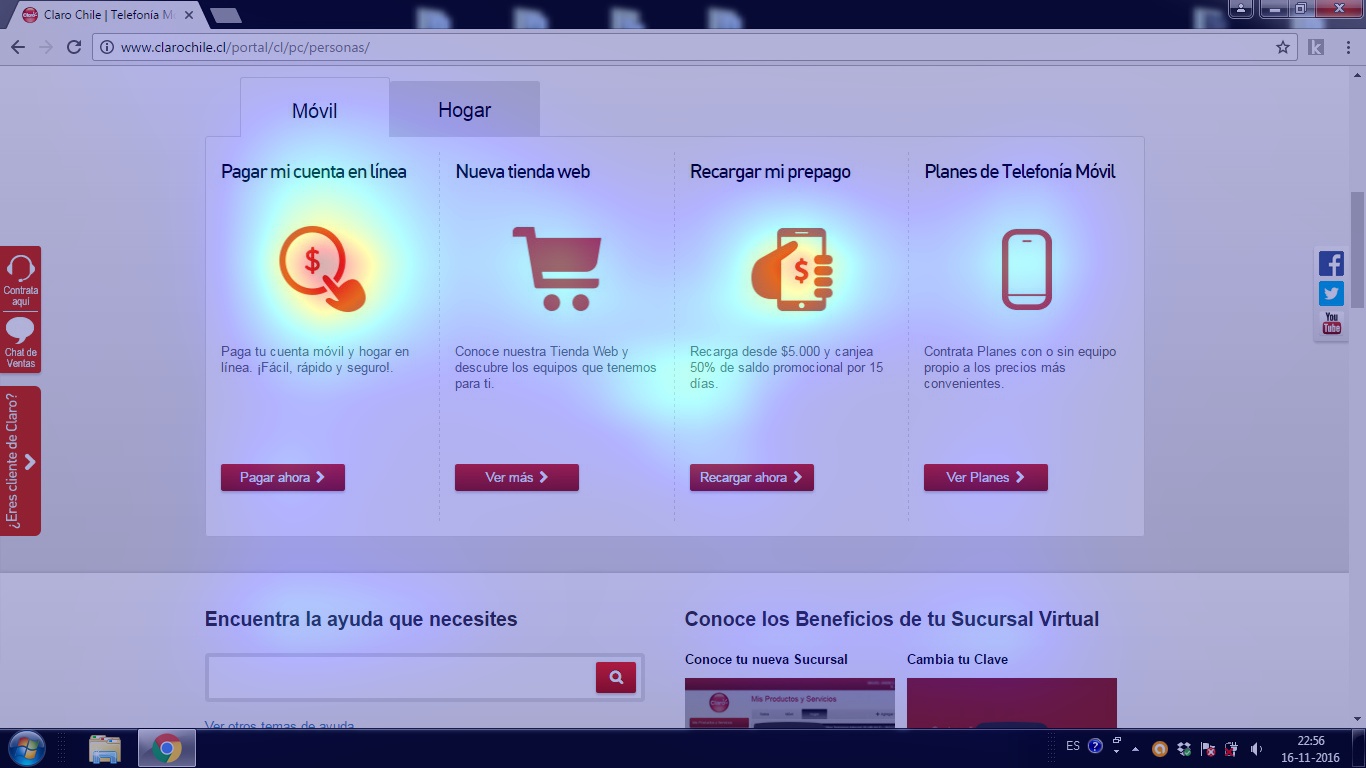 Claro Chile | Telefonía Mó
www.clarochile.cl/portal/cl/pc/personas/
Móvil
Hogar
Pagar mi cuenta en línea
Nueva tienda web
Recargar mi prepago
Planes de Telefonía Móvil
$
$
Contrata
aquí
Chat de
Ventas
¿Eres cliente de Claro?
You
Tube
Paga tu cuenta móvil y hogar en
línea. ¡Fácil, rápido y seguro!.
Conoce nuestra Tienda Web y
descubre los equipos que tenemos
para ti.
Recarga desde $5.000 y canjea
50% de saldo promocional por 15
días.
Contrata Planes con o sin equipo
propio a los precios más
convenientes.
Pagar ahora
Ver más
Recargar ahora
Ver Planes
Encuentra la ayuda que necesites
Conoce los Beneficios de tu Sucursal Virtual
Conoce tu nueva Sucursal
Cambia tu Clave
Mis Productos y Servicios
Ver otros temas de ayuda
ES
22:56
16-11-2016